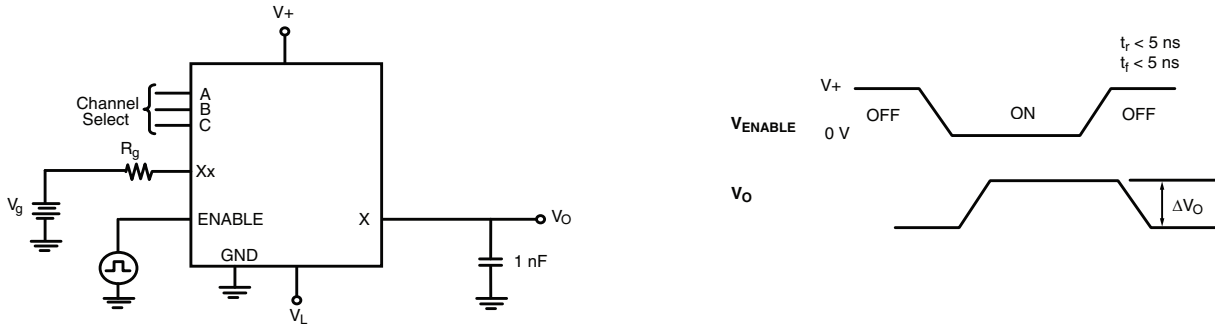 V+
A
B
C
Channel
Select
Rg
Xx
Vg
ENABLE
X
VO
GND
1 nF
VL
tr < 5 ns
tf < 5 ns
V+
OFF
ON
OFF
VENABLE
0 V
VO
ΔVO